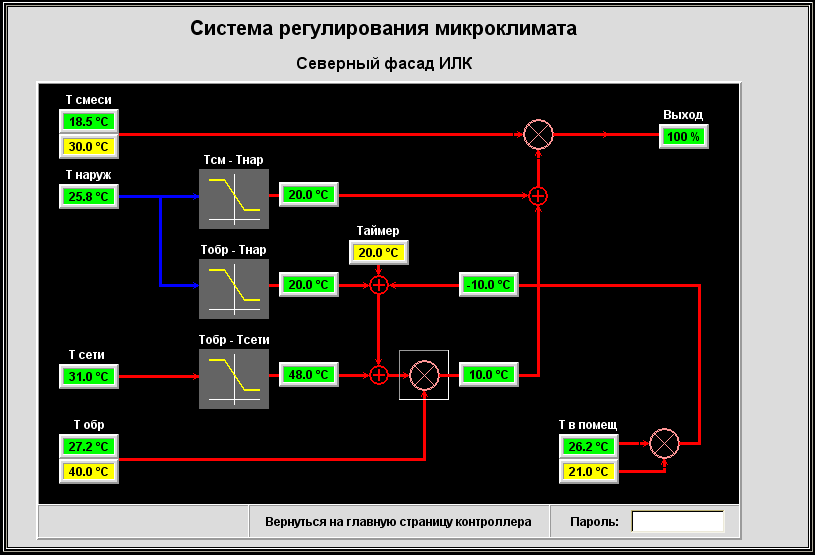 Система регулирования микроклимата
Северный фасад ИЛК
Т смеси
18.5 °C
30.0 °C
Выход
100 %
Т наруж
25.8 °C
Тсм - Тнар
20.0 °C
Таймер
20.0 °C
Тобр - Тнар
20.0 °C
-10.0 °C
Тобр - Тсети
Т сети
31.0 °C
48.0 °C
10.0 °C
Т обр
27.2 °C
40.0 °C
Т в помещ
26.2 °C
21.0 °C
Вернуться на главную страницу контроллера
Пароль: